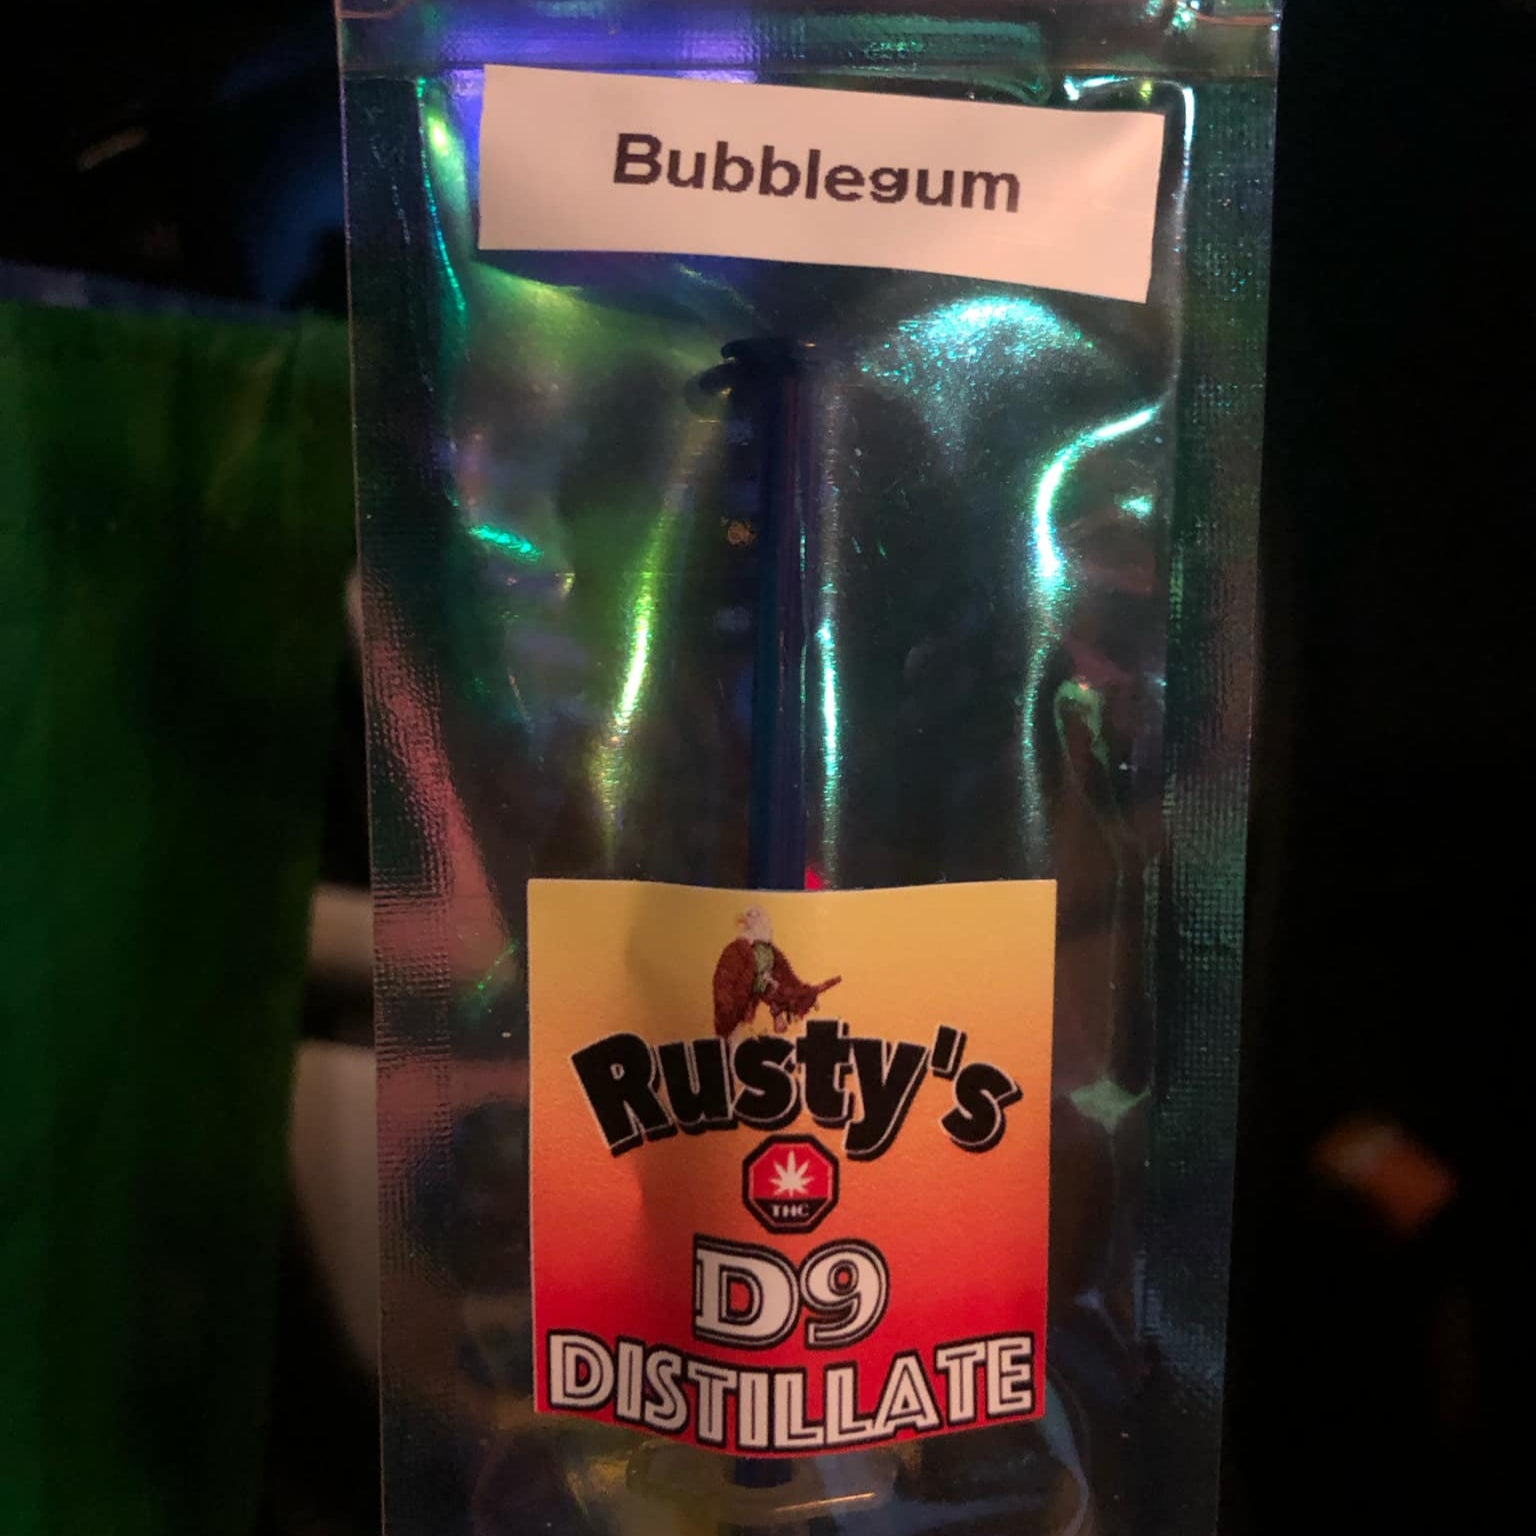 Bubblegum
Rusty's
THC
D9
DISTILLATE